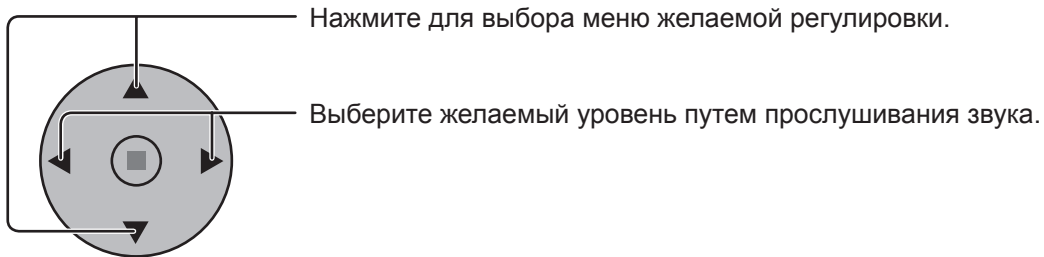 Нажмите для выбора меню желаемой регулировки.
Выберите желаемый уровень путем прослушивания звука.